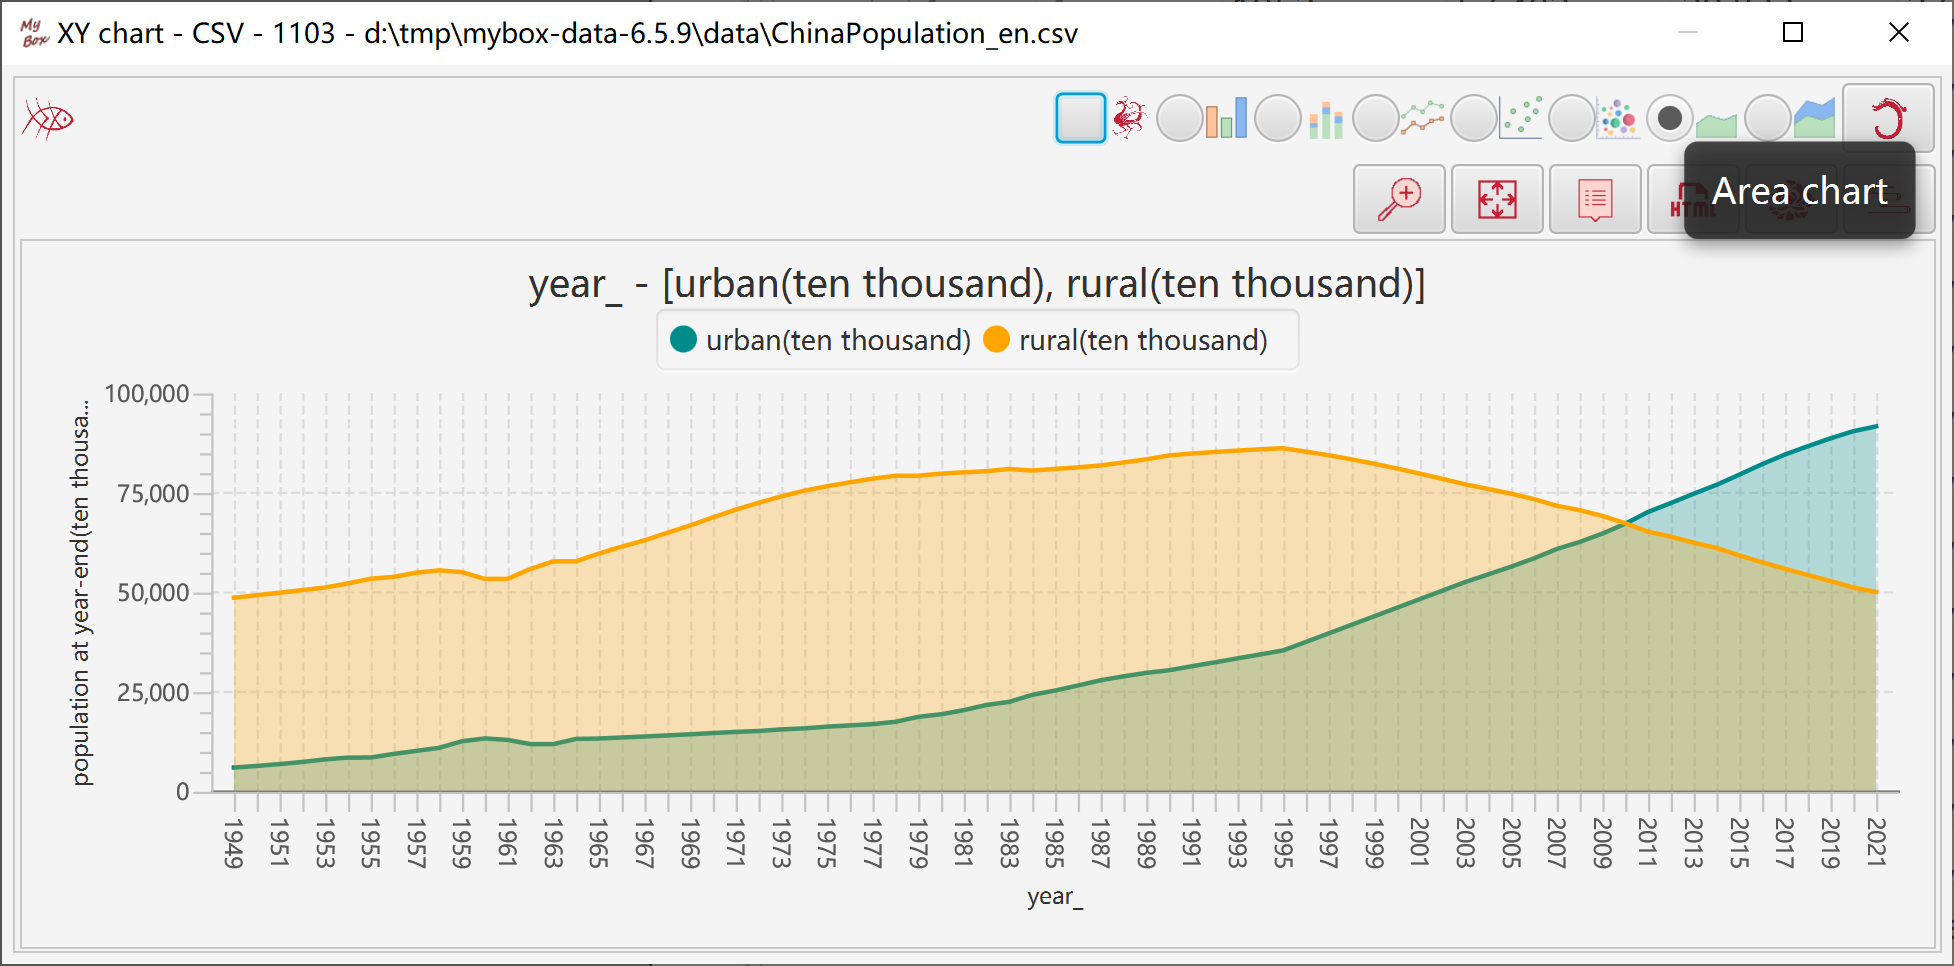 My
Box
XY chart - CSV - 1103 - d:\tmp\mybox-data-6.5.9\data\ChinaPopulation_en.csv
HTML
Area chart
year_ - [urban(ten thousand), rural(ten thousand)]
urban(ten thousand) rural(ten thousand)
population at year-end(ten thousa...
100,000
75,000
50,000
25,000
0
1949 1951 1953 1955 1957 1959 1961 1963 1965 1967 1969 1971 1973 1975 1977 1979 1981 1983 1985 1987 1989 1991 1993 1995 1997 1999 2001 2003 2005 2007 2009 2011 2013 2015 2017 2019 2021
year_